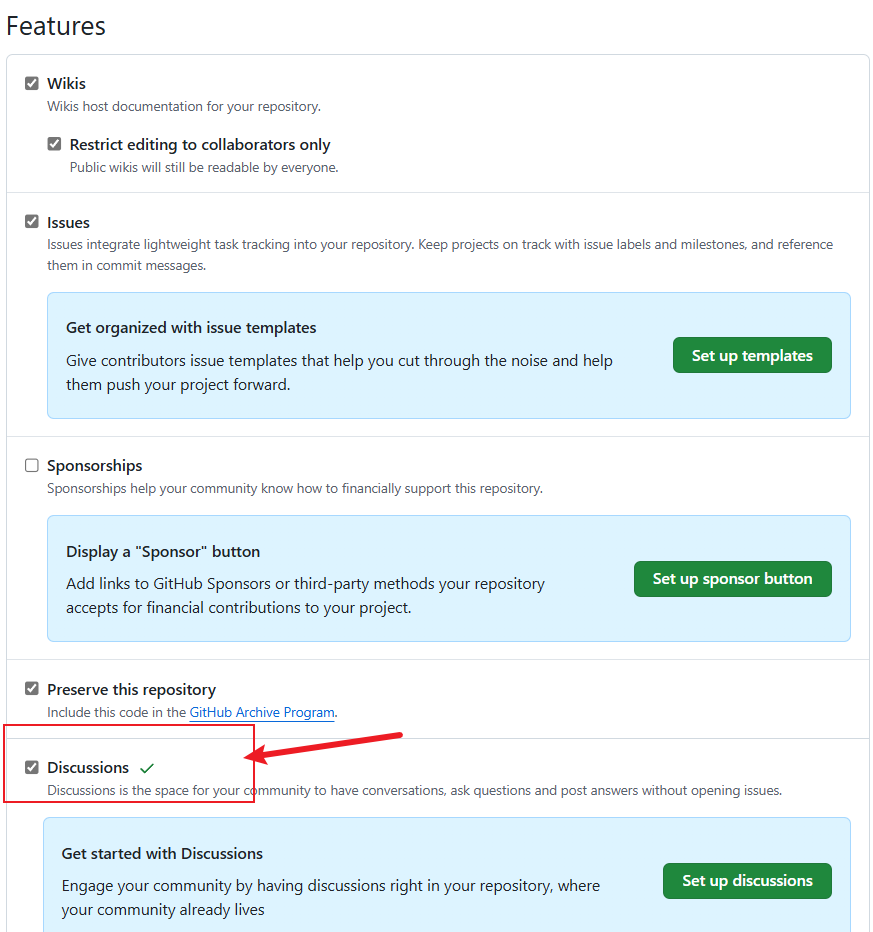 Features
Wikis
Wikis host documentation for your repository.
Restrict editing to collaborators only
Public wikis will still be readable by everyone.
Issues
Issues integrate lightweight task tracking into your repository. Keep projects on track with issue labels and milestones, and reference
them in commit messages.
Get organized with issue templates
Give contributors issue templates that help you cut through the noise and help
them push your project forward.
Set up templates
Sponsorships
Sponsorships help your community know how to financially support this repository.
Display a "Sponsor" button
Add links to GitHub Sponsors or third-party methods your repository
accepts for financial contributions to your project.
Set up sponsor button
Preserve this repository
Include this code in the GitHub Archive Program.
Discussions
Discussions is the space for your community to have conversations, ask questions and post answers without opening issues.
Get started with Discussions
Engage your community by having discussions right in your repository, where
your community already lives
Set up discussions